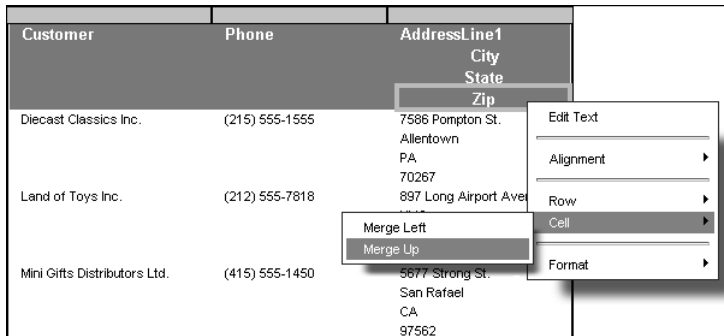 Customer Phone AddressLine1
City
State
Zip
Diecast Classics Inc. (215) 555-1555 7586 Pompton St.
Allentown
PA
70267
Land of Toys Inc. (212) 555-7818 897 Long Airport
Mini Gifts Distributors Ltd. (415) 555-1450 5677 Strong St.
San Rafael
CA
97562
Edit Text
Alignment
Row
Cell
Format
Merge Left
Merge Up